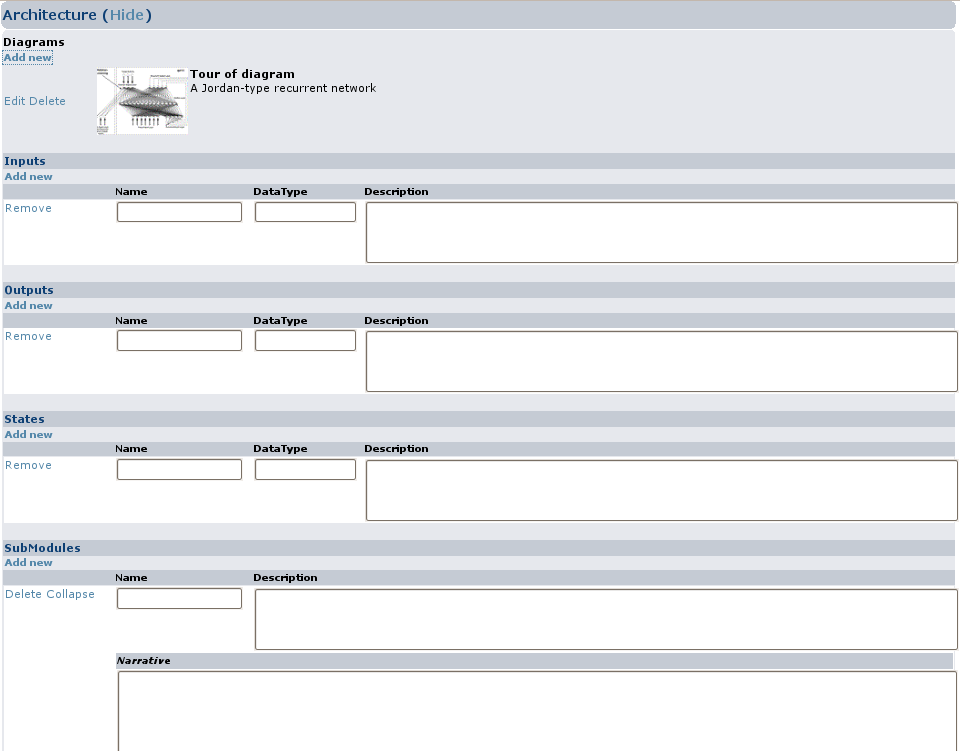 Architecture (Hide)
Diagrams
Add new
Tour of diagram
A Jordan-type recurrent network
Edit Delete
Inputs
Add new
Name DataType Description
Remove
Outputs
Add new
Name DataType Description
Remove
States
Add new
Name DataType Description
Remove
SubModules
Add new
Name Description
Delete Collapse
Narrative